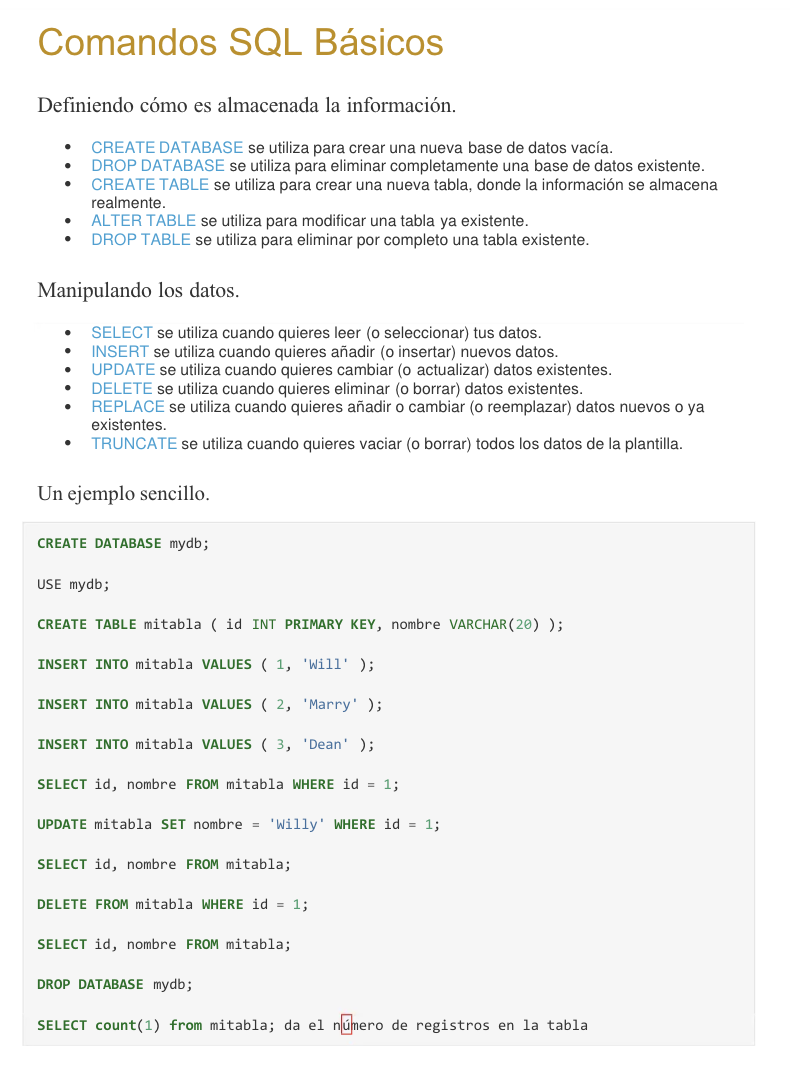 Comandos SQL Básicos
Definiendo cómo es almacenada la información.
• CREATE DATABASE se utiliza para crear una nueva base de datos vacía.
• DROP DATABASE se utiliza para eliminar completamente una base de datos existente.
• CREATE TABLE se utiliza para crear una nueva tabla, donde la información se almacena
realmente.
• ALTER TABLE se utiliza para modificar una tabla ya existente.
• DROP TABLE se utiliza para eliminar por completo una tabla existente.
Manipulando los datos.
• SELECT se utiliza cuando quieres leer (o seleccionar) tus datos.
• INSERT se utiliza cuando quieres añadir (o insertar) nuevos datos.
• UPDATE se utiliza cuando quieres cambiar (o actualizar) datos existentes.
• DELETE se utiliza cuando quieres eliminar (o borrar) datos existentes.
• REPLACE se utiliza cuando quieres añadir o cambiar (o reemplazar) datos nuevos o ya
existentes.
• TRUNCATE se utiliza cuando quieres vaciar (o borrar) todos los datos de la plantilla.
Un ejemplo sencillo.
CREATE DATABASE mydb;
USE mydb;
CREATE TABLE mitabla ( id INT PRIMARY KEY, nombre VARCHAR(20) );
INSERT INTO mitabla VALUES ( 1, 'Will' );
INSERT INTO mitabla VALUES ( 2, 'Marry' );
INSERT INTO mitabla VALUES ( 3, 'Dean' );
SELECT id, nombre FROM mitabla WHERE id = 1;
UPDATE mitabla SET nombre = 'Willy' WHERE id = 1;
SELECT id, nombre FROM mitabla;
DELETE FROM mitabla WHERE id = 1;
SELECT id, nombre FROM mitabla;
DROP DATABASE mydb;
SELECT count(1) from mitabla; da el número de registros en la tabla